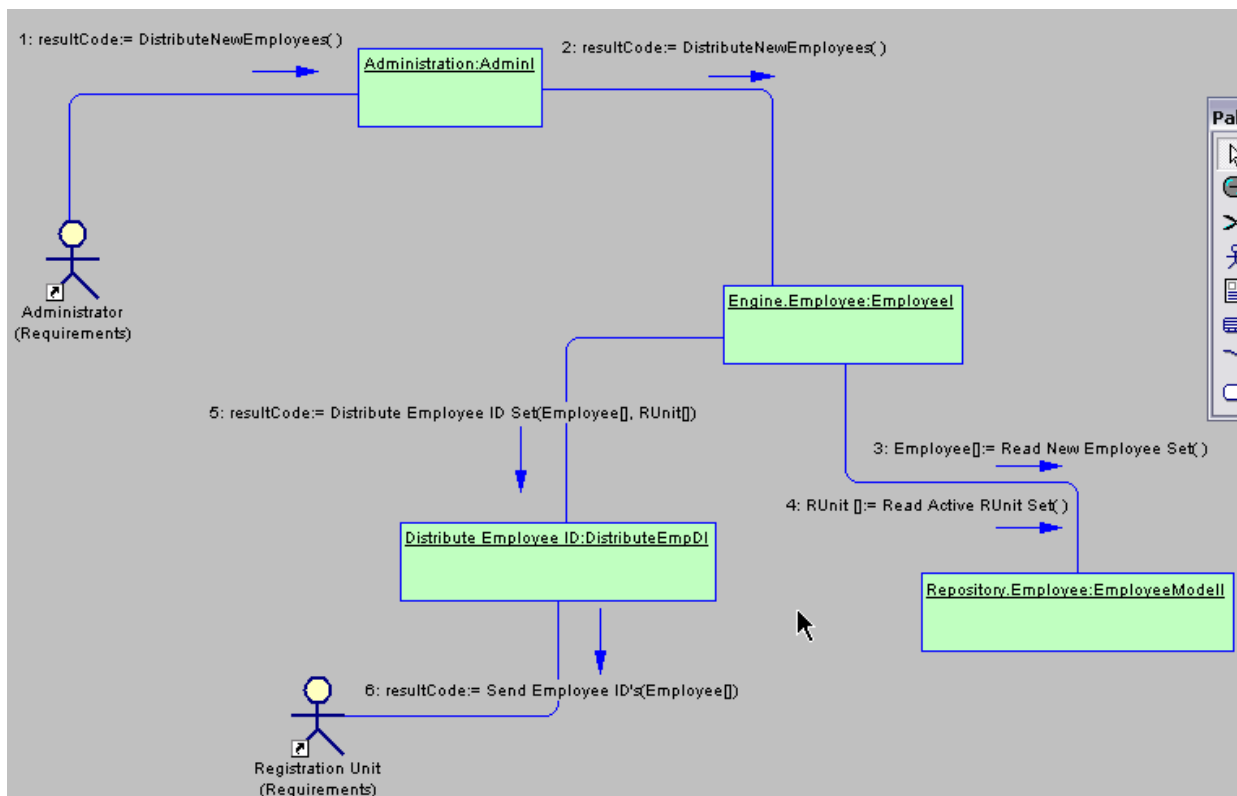 1: resultCode:= DistributeNewEmployees( )
2: resultCode:= DistributeNewEmployees( )
Administration:AdminI
Pal
Administrator
(Requirements)
Engine.Employee:EmployeeI
5: resultCode:= Distribute Employee ID Set(Employee[], RUnit[])
3: Employee[]:= Read New Employee Set( )
4: RUnit []:= Read Active RUnit Set( )
Distribute Employee ID:DistributeEmpDI
Repository.Employee:EmployeeModelI
6: resultCode:= Send Employee ID's(Employee[])
Registration Unit
(Requirements)